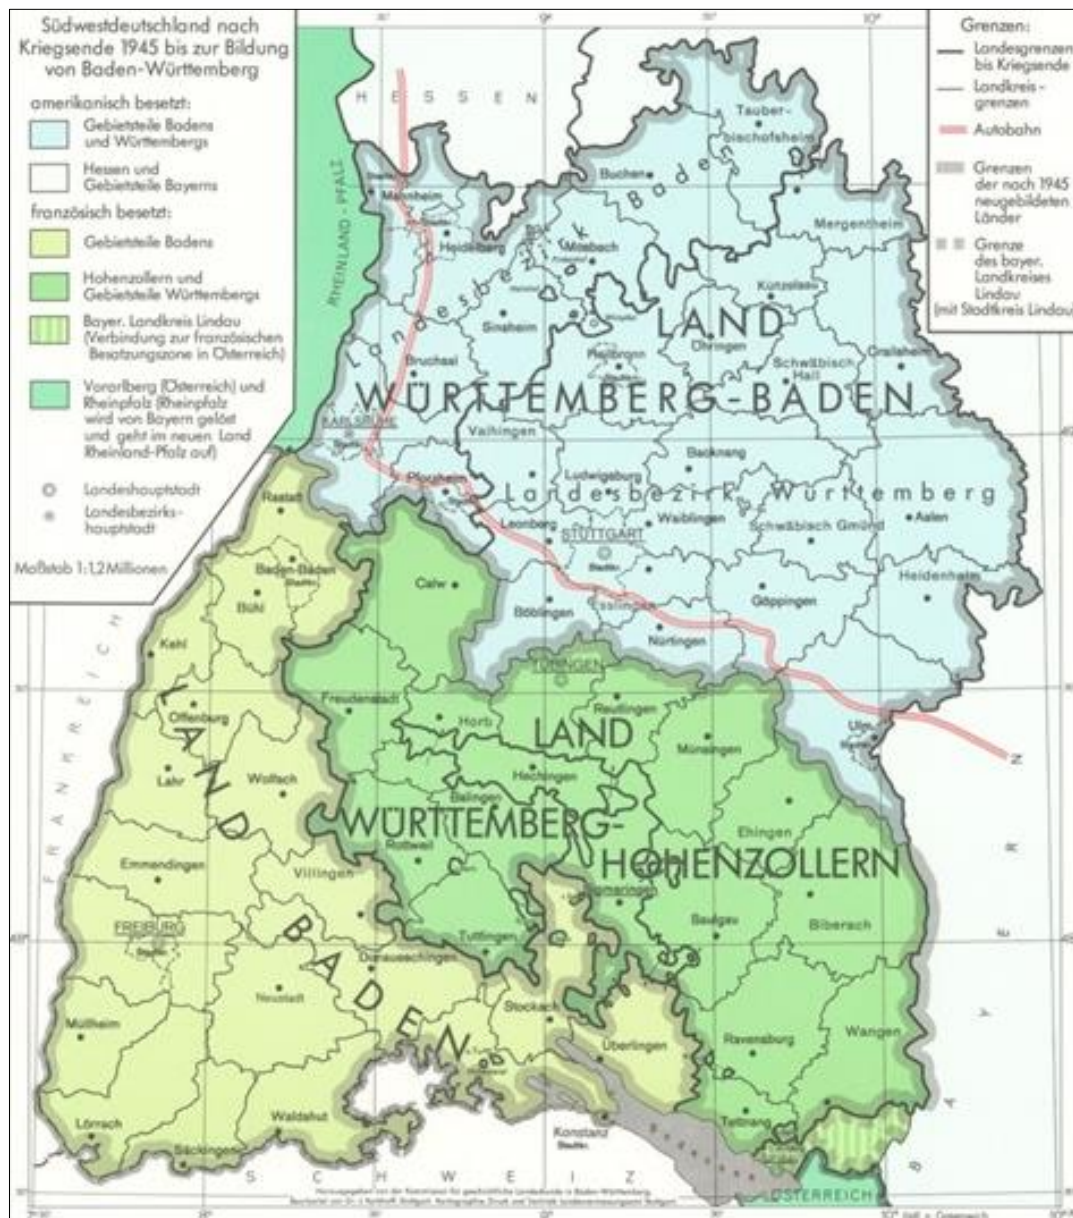 Südwestdeutschland nach
Kriegsende 1945 bis zur Bildung
von Baden-Württemberg
amerikanisch besetzt:
Gebietsteile Badens
und Württembergs
Hessen und
Gebietsteile Bayerns
französisch besetzt:
Gebietsteile Badens
Hohenzollern und
Gebietsteile Württembergs
Bayer. Landkreis Lindau
(Verbindung zur französischen
Besatzungszone in Österreich)
Vorarlberg (Österreich) und
Rheinpfalz (Rheinpfalz
wird von Bayern gelöst
und geht im neuen Land
Rheinland-Pfalz auf)
Landeshauptstadt
Landesbezirks-
hauptstadt
Maßstab 1:1,2 Millionen
Grenzen:
Landesgrenzen
bis Kriegsende
Landkreis-
grenzen
Autobahn
Grenzen
der nach 1945
neugebildeten
Länder
Grenze
des bayer.
Landkreises
Lindau
(mit Stadtkreis Lindau)
HESSEN
RHEINLAND-PFALZ
Tauber-
bischofsheim
Buchen
Landesbezirk Baden
Mannheim
Mergentheim
Heidelberg
Mosbach
Künzelsau
Sinsheim
LAND
Öhringen
Heilbronn
Schwäbisch
Hall
Crailsheim
Bruchsal
WÜRTTEMBERG-BADEN
KARLSRUHE
Vaihingen
Backnang
Ludwigsburg
Pforzheim
Landesbezirk Württemberg
Rastatt
Leonberg
Waiblingen
Schwäbisch Gmünd
Aalen
STUTTGART
Baden-Baden
Calw
Heidenheim
Bühl
Böblingen
Esslingen
Göppingen
Nürtingen
Kehl
TÜBINGEN
Freudenstadt
Reutlingen
Offenburg
Horb
LAND
Münsingen
Ulm
Lahr
Wolfach
Hechingen
Balingen
WÜRTTEMBERG-
HOHENZOLLERN
Ehingen
Rottweil
Emmendingen
Villingen
Sigmaringen
Saulgau
Biberach
FREIBURG
Tuttlingen
LAND BADEN
Donaueschingen
Neustadt
Stockach
Müllheim
Überlingen
Ravensburg
Wangen
Lörrach
Waldshut
Konstanz
Tettnang
Säckingen
Bodensee
FRANKREICH
SCHWEIZ
ÖSTERREICH
BAYERN